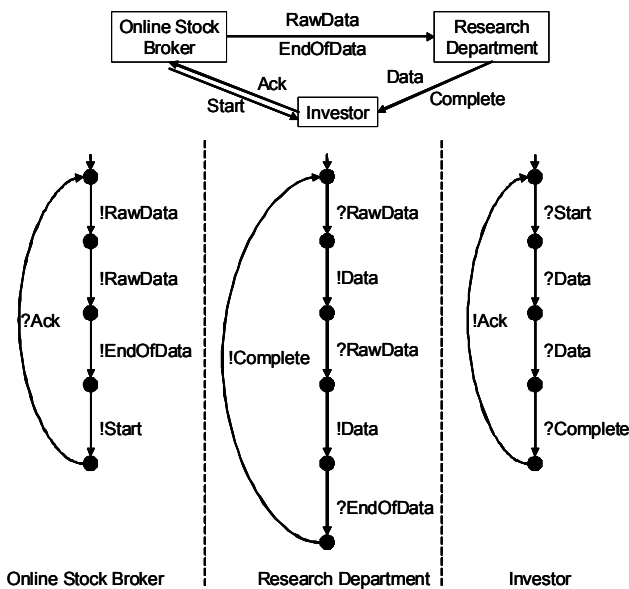 Online Stock
Broker
RawData
EndOfData
Research
Department
Ack
Start
Data
Complete
Investor
!RawData
!RawData
?Ack
!EndOfData
!Start
?RawData
!Data
?RawData
!Complete
!Data
?EndOfData
?Start
?Data
!Ack
?Data
?Complete
Online Stock Broker
Research Department
Investor